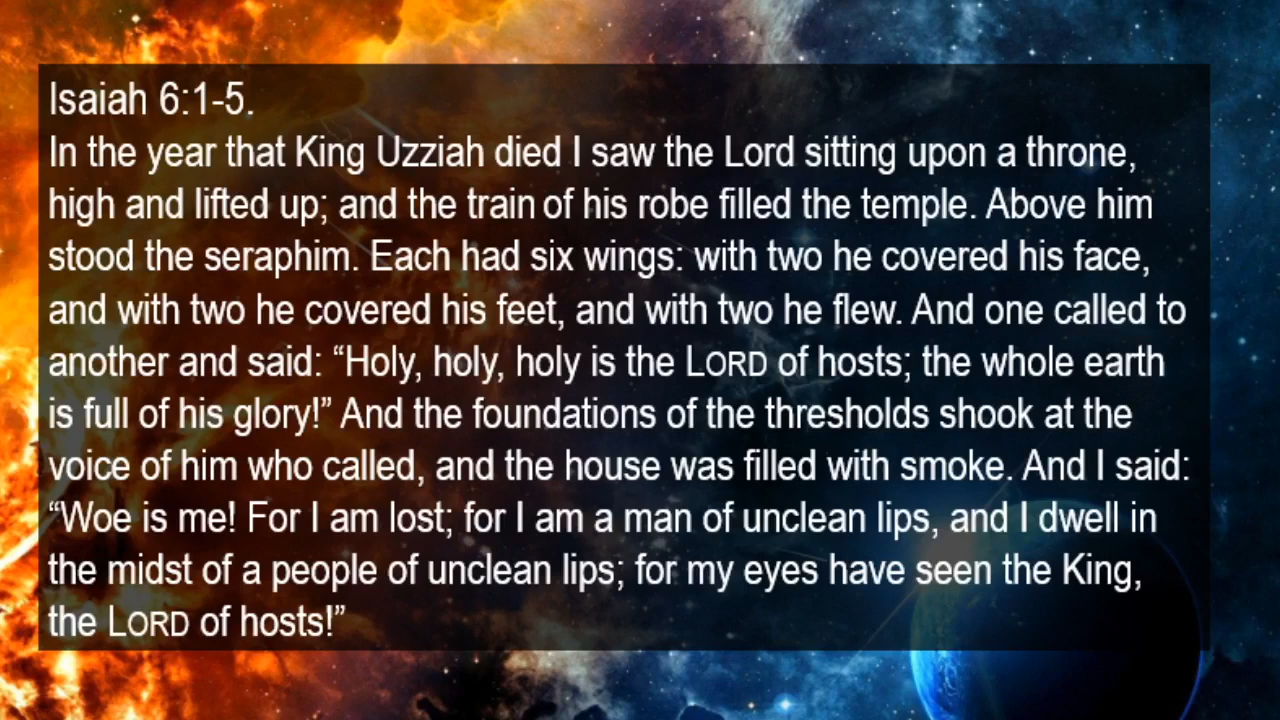 Isaiah 6:1-5.
In the year that King Uzziah died I saw the Lord sitting upon a throne,
high and lifted up; and the train of his robe filled the temple. Above him
stood the seraphim. Each had six wings: with two he covered his face,
and with two he covered his feet, and with two he flew. And one called to
another and said: “Holy, holy, holy is the LORD of hosts; the whole earth
is full of his glory!” And the foundations of the thresholds shook at the
voice of him who called, and the house was filled with smoke. And I said:
“Woe is me! For I am lost; for I am a man of unclean lips, and I dwell in
the midst of a people of unclean lips; for my eyes have seen the King,
the LORD of hosts!”